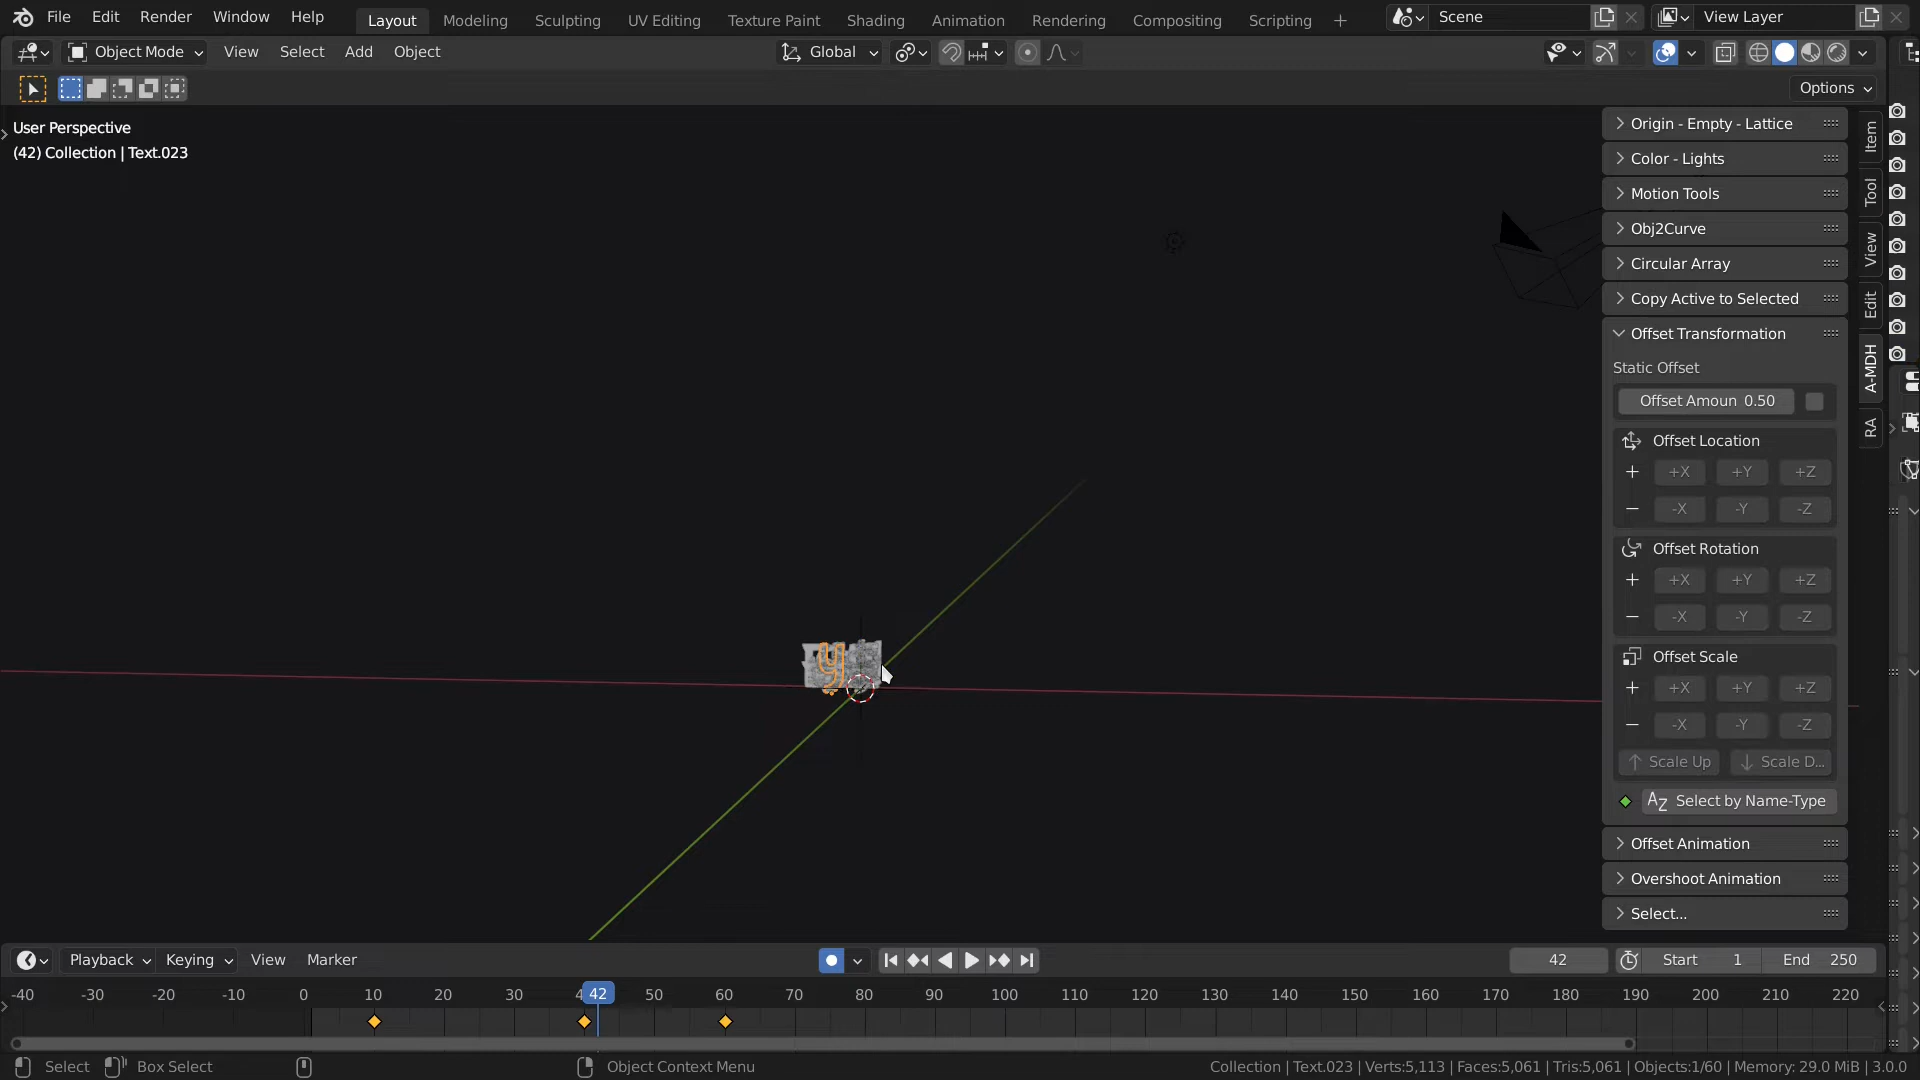 File Edit Render Window Help Layout Modeling Sculpting UV Editing Texture Paint Shading Animation Rendering Compositing Scripting + Scene View Layer
Object Mode View Select Add Object Global
Options
User Perspective
(42) Collection | Text.023
y
Origin - Empty - Lattice
Color - Lights
Motion Tools
Obj2Curve
Circular Array
Copy Active to Selected
Offset Transformation
Static Offset
Offset Amoun 0.50
Offset Location
+ +X +Y +Z
− -X -Y -Z
Offset Rotation
+ +X +Y +Z
− -X -Y -Z
Offset Scale
+ +X +Y +Z
− -X -Y -Z
Scale Up Scale D...
AZ Select by Name-Type
Offset Animation
Overshoot Animation
Select...
Item
Tool
View
Edit
A-MDH
RA
Playback Keying View Marker 42 Start 1 End 250
-40 -30 -20 -10 0 10 20 30 42 50 60 70 80 90 100 110 120 130 140 150 160 170 180 190 200 210 220
Select Box Select Object Context Menu Collection | Text.023 | Verts:5,113 | Faces:5,061 | Tris:5,061 | Objects:1/60 | Memory: 29.0 MiB | 3.0.0